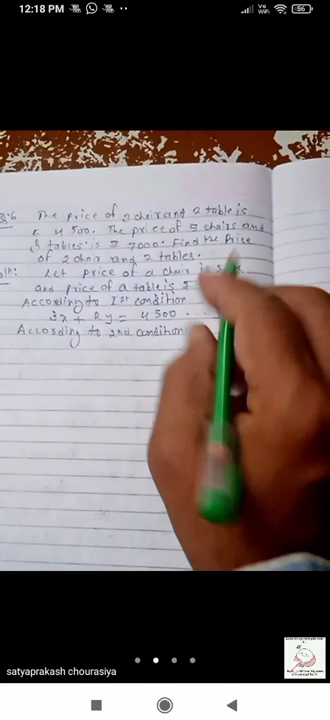 12:18 PM
56
Q:6 The price of 3 chair and 2 table is
₹ 4500. The price of 5 chairs and
3 tables is ₹ 7000. Find the Price
of 2 chair and 2 tables.
Let price of a chair is
and price of a table is
According to Ist condition
3x + 2y = 4500
According to 2nd condition
satyaprakash chourasiya